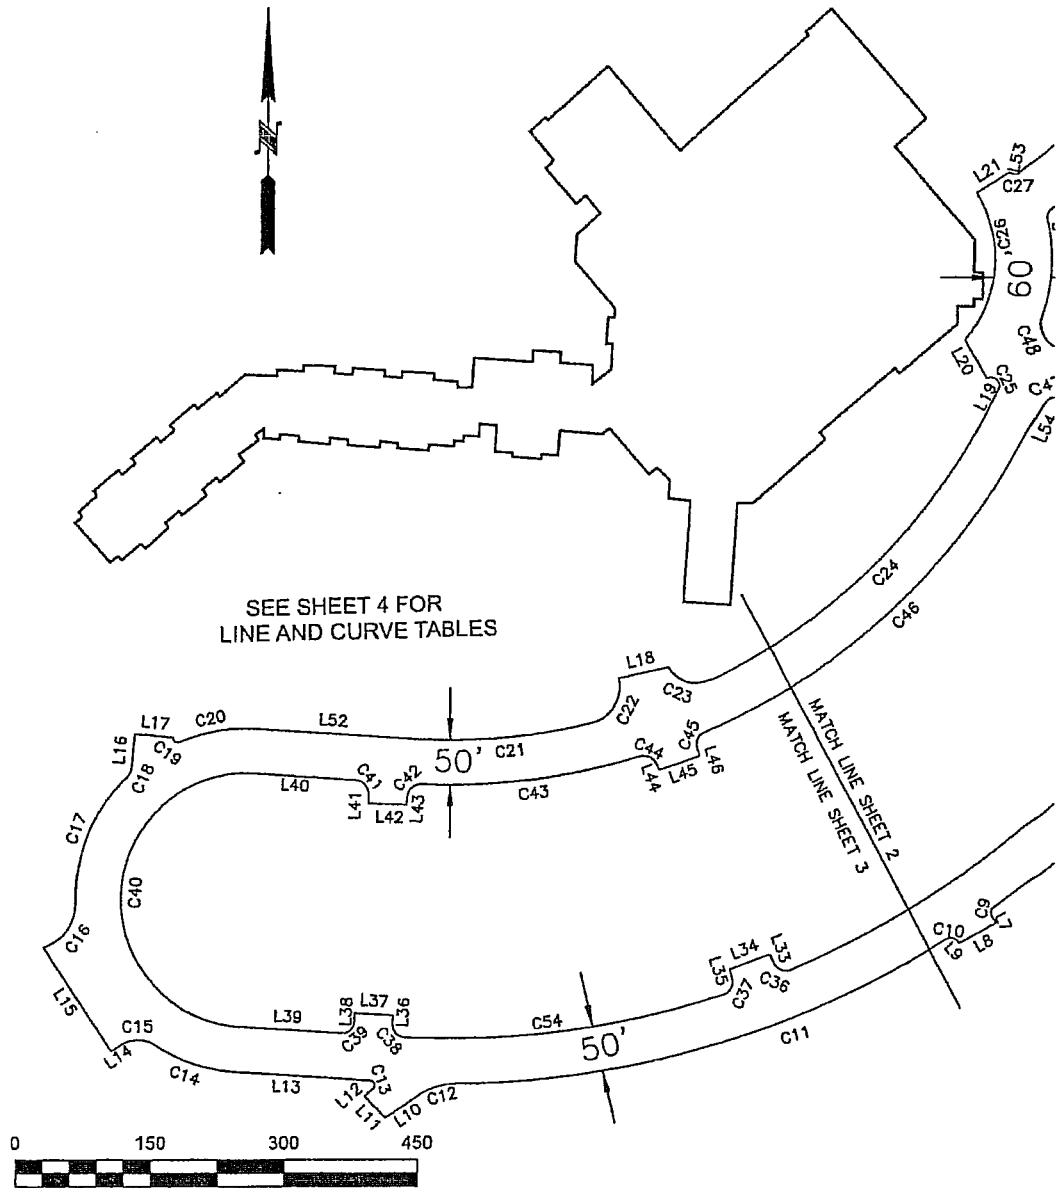 N
L21
L53
C27
C26
60'
C48
L20
C25
L19
L54
C24
C46
SEE SHEET 4 FOR
LINE AND CURVE TABLES
L18
C23
C22
MATCH LINE SHEET 2
MATCH LINE SHEET 3
L17
C20
L52
L16
C19
C18
C21
50'
C45
C44
L46
L45
L44
C41
C42
L40
L41
L42
L43
C43
C17
C40
C16
L15
L14
C15
C14
L39
L38
L37
L36
C39
C38
C54
L35
L34
L33
C37
C36
C9
L7
C10
L9
L8
C11
50'
L13
L12
C13
L11
L10
C12
0 150 300 450